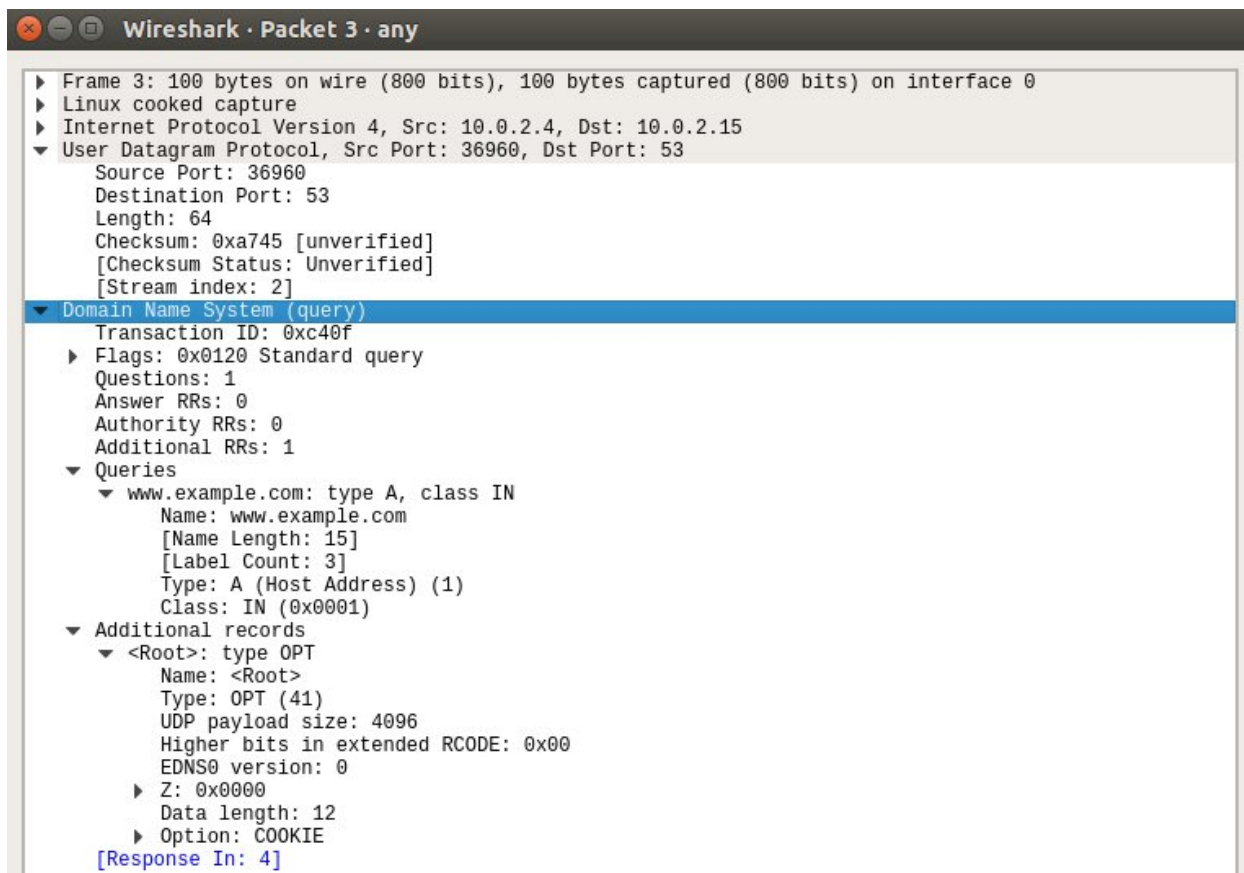 Wireshark · Packet 3 · any
Frame 3: 100 bytes on wire (800 bits), 100 bytes captured (800 bits) on interface 0
Linux cooked capture
Internet Protocol Version 4, Src: 10.0.2.4, Dst: 10.0.2.15
User Datagram Protocol, Src Port: 36960, Dst Port: 53
Source Port: 36960
Destination Port: 53
Length: 64
Checksum: 0xa745 [unverified]
[Checksum Status: Unverified]
[Stream index: 2]
Domain Name System (query)
Transaction ID: 0xc40f
Flags: 0x0120 Standard query
Questions: 1
Answer RRs: 0
Authority RRs: 0
Additional RRs: 1
Queries
www.example.com: type A, class IN
Name: www.example.com
[Name Length: 15]
[Label Count: 3]
Type: A (Host Address) (1)
Class: IN (0x0001)
Additional records
<Root>: type OPT
Name: <Root>
Type: OPT (41)
UDP payload size: 4096
Higher bits in extended RCODE: 0x00
EDNS0 version: 0
Z: 0x0000
Data length: 12
Option: COOKIE
[Response In: 4]